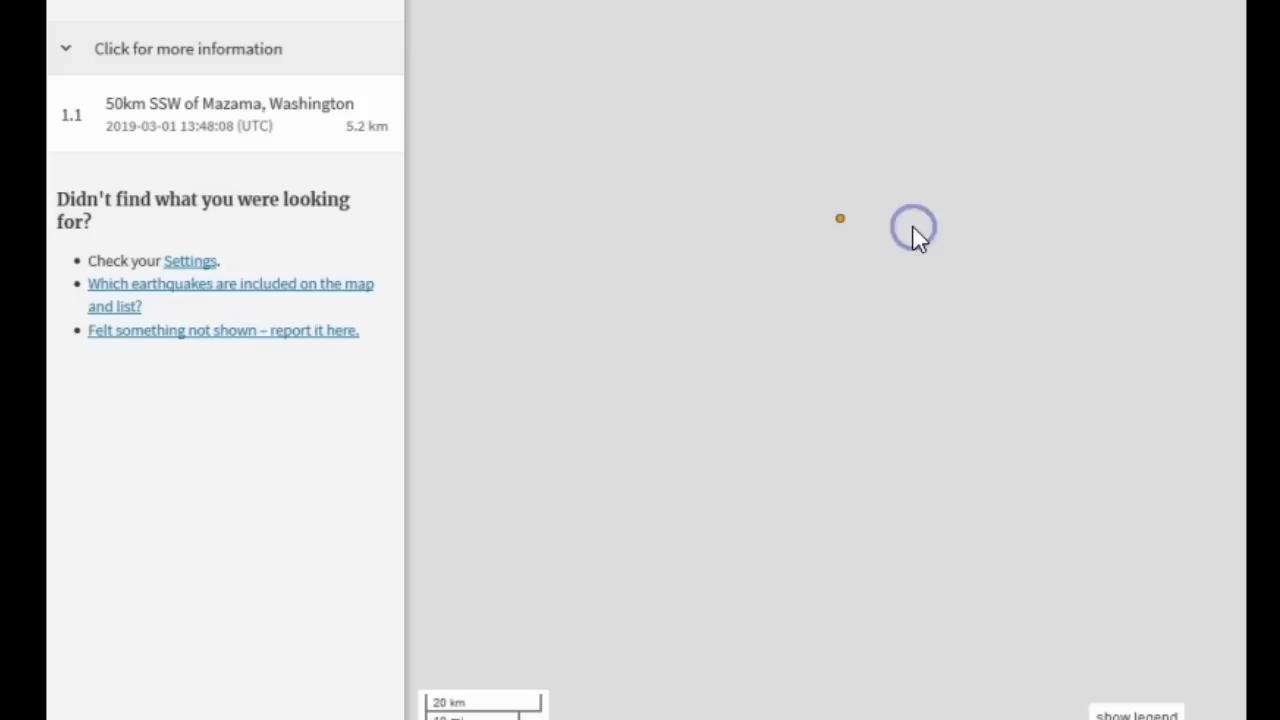 Click for more information
1.1
50km SSW of Mazama, Washington
2019-03-01 13:48:08 (UTC) 5.2 km
Didn't find what you were looking
for?
• Check your Settings.
• Which earthquakes are included on the map
and list?
• Felt something not shown – report it here.
20 km
show legend